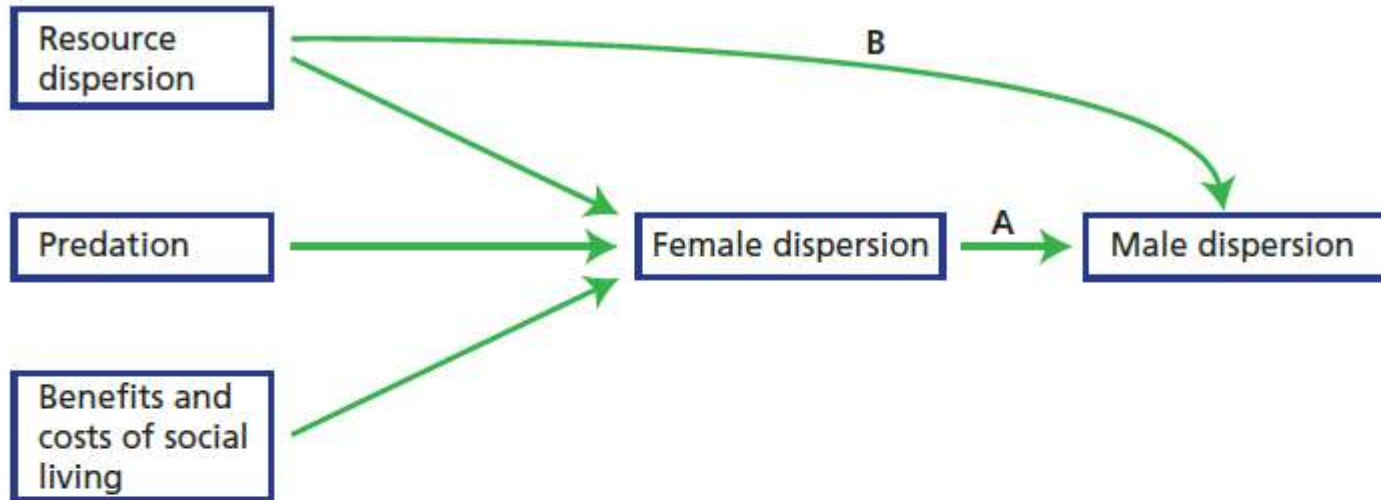 Resource
dispersion
B
Predation
Female dispersion
A
Male dispersion
Benefits and
costs of social
living